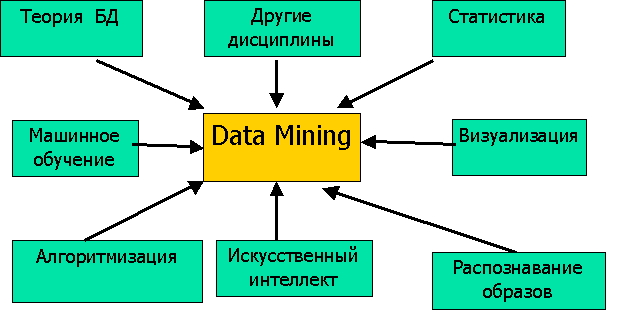 Теория БД
Другие
дисциплины
Статистика
Машинное
обучение
Data Mining
Визуализация
Алгоритмизация
Искусственный
интеллект
Распознавание
образов